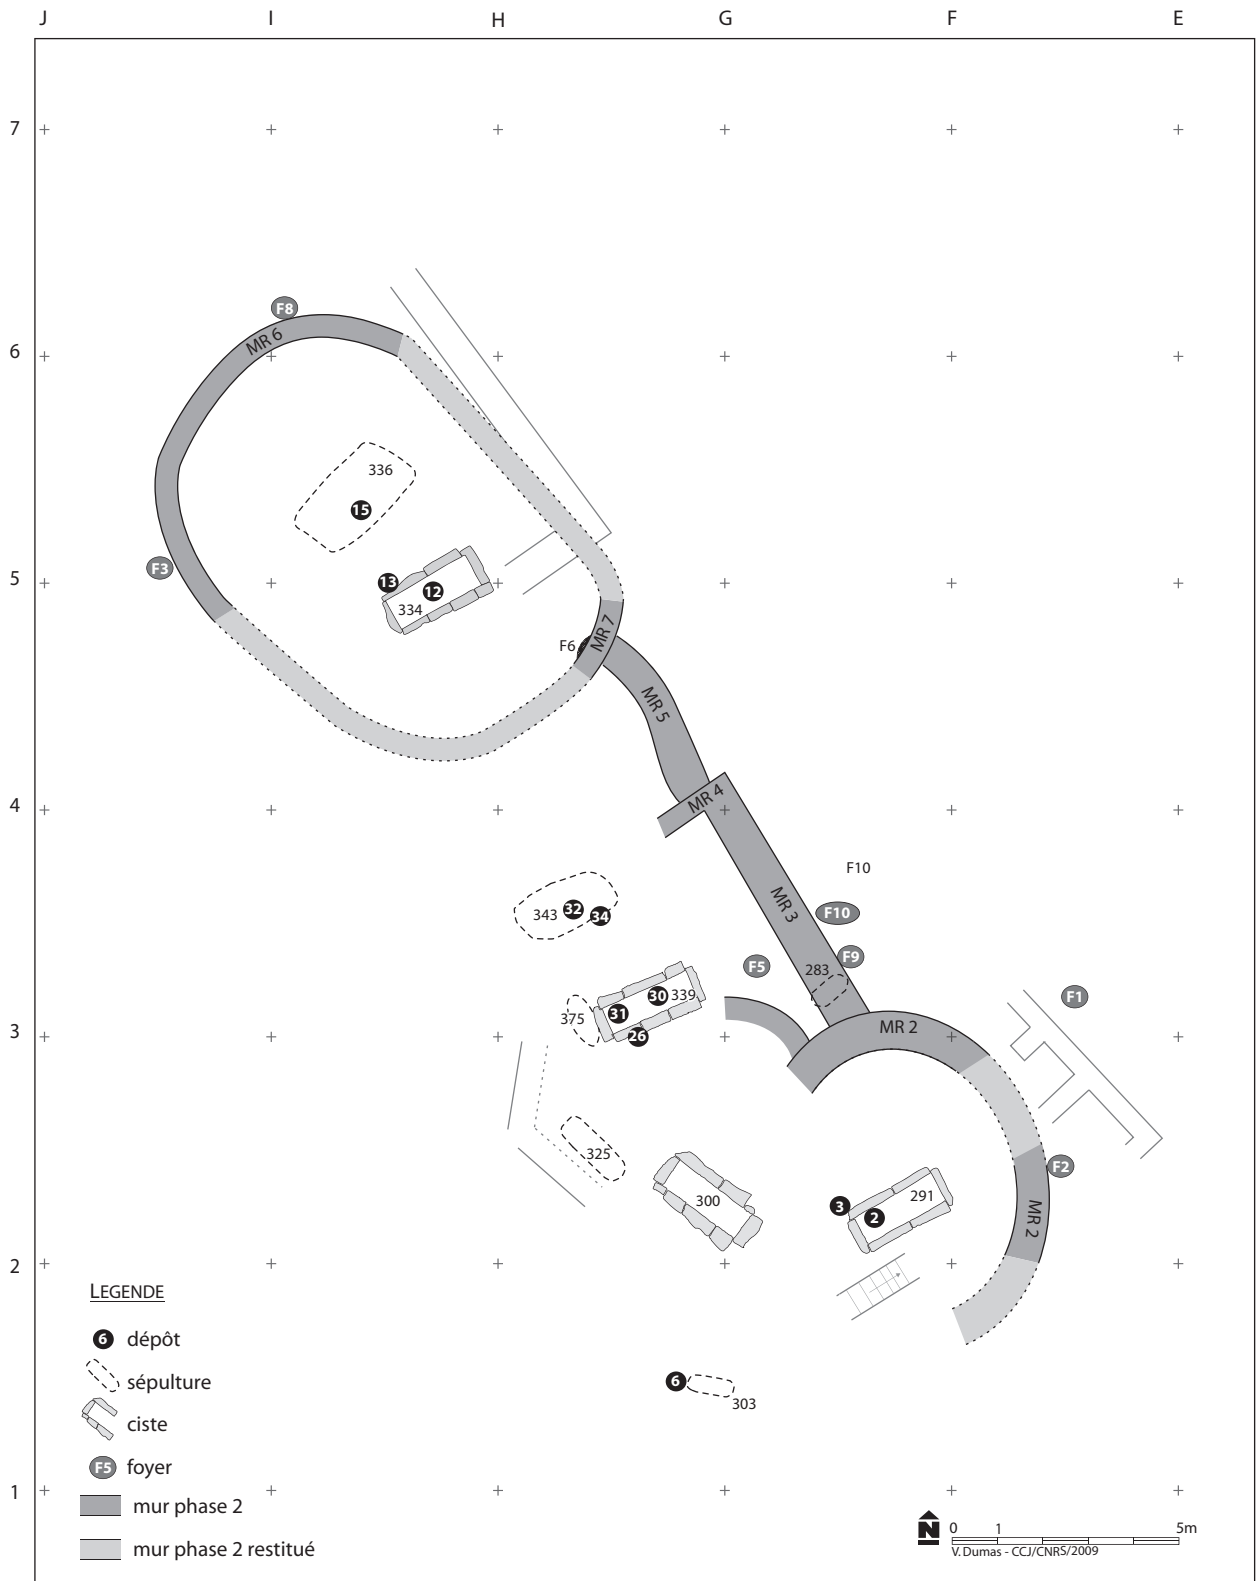 J I H G F E
7
F8
MR 6
6
336
15
F3
5
13
12
334
F6
MR 7
MR 5
4
MR 4
F10
MR 3
F10
343
32
34
F9
F5
283
30
339
F1
31
375
26
3
MR 2
325
F2
300
291
3
2
MR 2
2
LEGENDE
6 dépôt
sépulture
6
303
ciste
F5 foyer
1
mur phase 2
N 0 1 5m
mur phase 2 restitué
V. Dumas - CCJ/CNRS/2009